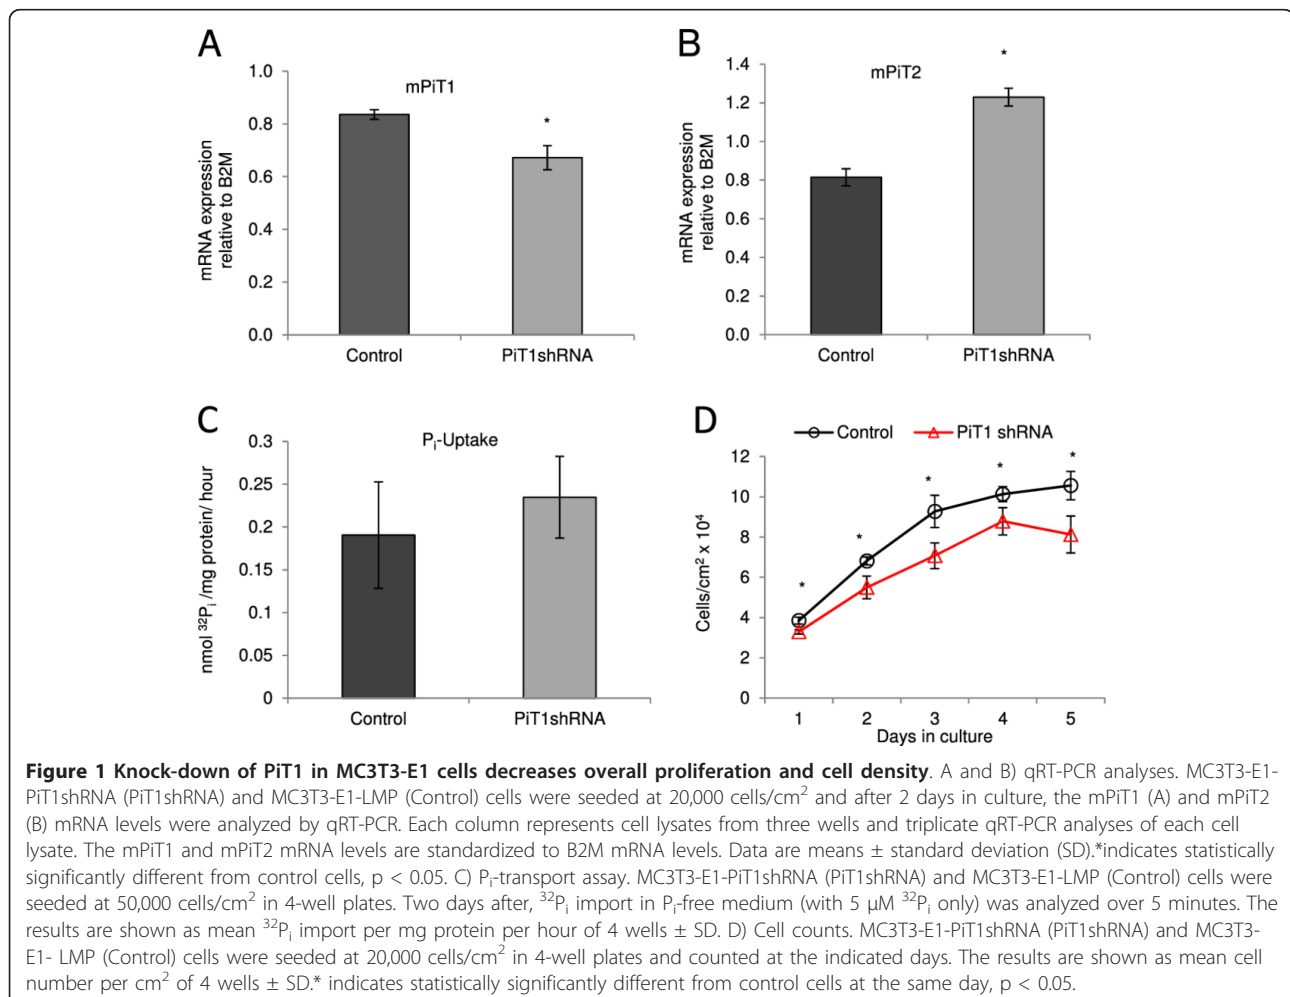 A
mPiT1
mRNA expression
relative to B2M
1.0
0.8
0.6
0.4
0.2
0.0
*
Control
PiT1shRNA
B
mPiT2
mRNA expression
relative to B2M
1.4
1.2
1.0
0.8
0.6
0.4
0.2
0.0
*
Control
PiT1shRNA
C
Pi-Uptake
nmol 32Pi /mg protein/ hour
0.3
0.25
0.2
0.15
0.1
0.05
0
Control
PiT1shRNA
D
Control
PiT1 shRNA
Cells/cm2 x 104
12
10
8
6
4
2
0
*
*
*
*
*
1 2 3 4 5
Days in culture
Figure 1 Knock-down of PiT1 in MC3T3-E1 cells decreases overall proliferation and cell density. A and B) qRT-PCR analyses. MC3T3-E1-
PiT1shRNA (PiT1shRNA) and MC3T3-E1-LMP (Control) cells were seeded at 20,000 cells/cm2 and after 2 days in culture, the mPiT1 (A) and mPiT2
(B) mRNA levels were analyzed by qRT-PCR. Each column represents cell lysates from three wells and triplicate qRT-PCR analyses of each cell
lysate. The mPiT1 and mPiT2 mRNA levels are standardized to B2M mRNA levels. Data are means ± standard deviation (SD).*indicates statistically
significantly different from control cells, p < 0.05. C) Pi-transport assay. MC3T3-E1-PiT1shRNA (PiT1shRNA) and MC3T3-E1-LMP (Control) cells were
seeded at 50,000 cells/cm2 in 4-well plates. Two days after, 32Pi import in Pi-free medium (with 5 μM 32Pi only) was analyzed over 5 minutes. The
results are shown as mean 32Pi import per mg protein per hour of 4 wells ± SD. D) Cell counts. MC3T3-E1-PiT1shRNA (PiT1shRNA) and MC3T3-
E1- LMP (Control) cells were seeded at 20,000 cells/cm2 in 4-well plates and counted at the indicated days. The results are shown as mean cell
number per cm2 of 4 wells ± SD.* indicates statistically significantly different from control cells at the same day, p < 0.05.